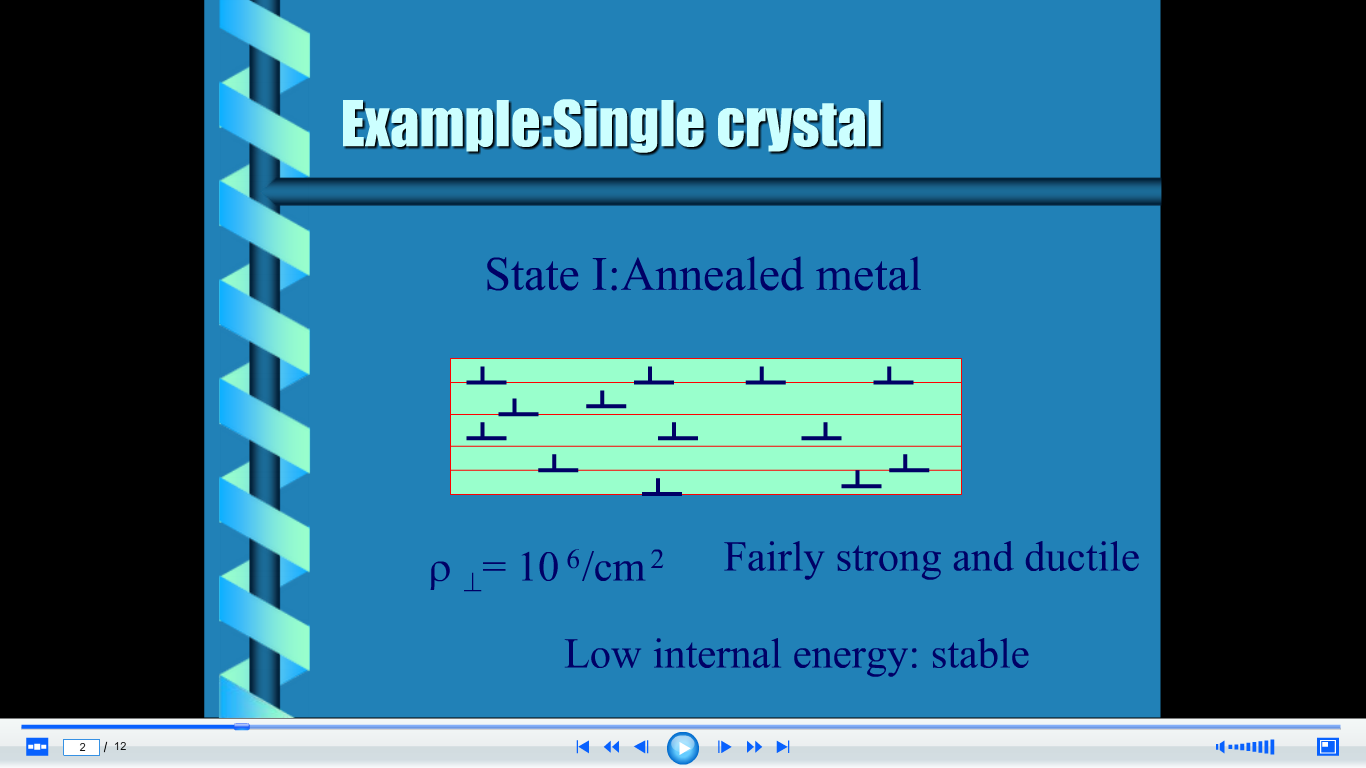 Example:Single crystal
State I:Annealed metal
ρ ⊥= 10 6/cm 2
Fairly strong and ductile
Low internal energy: stable
2 / 12